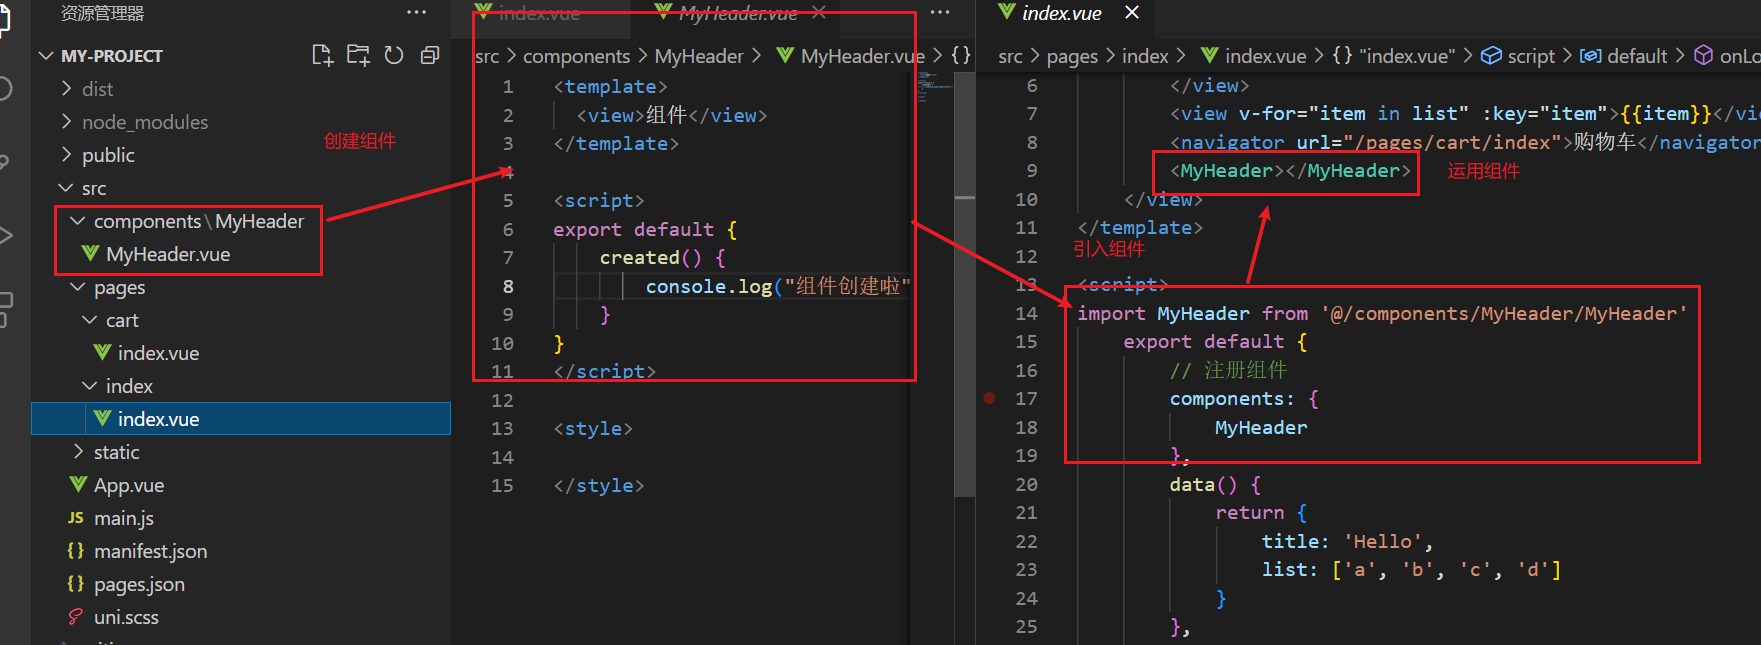 资源管理器
MY-PROJECT
dist
node_modules
public
src
components\MyHeader
MyHeader.vue
pages
cart
index.vue
index
index.vue
static
App.vue
JS main.js
{} manifest.json
{} pages.json
uni.scss
创建组件
index.vue
MyHeader.vue
src > components > MyHeader > MyHeader.vue > {}
1 <template>
2 <view>组件</view>
3 </template>
4
5 <script>
6 export default {
7 created() {
8 console.log("组件创建啦"
9 }
10 }
11 </script>
12
13 <style>
14
15 </style>
index.vue
src > pages > index > index.vue > {} "index.vue" > script > default > onLo
6 </view>
7 <view v-for="item in list" :key="item">{{item}}</vi
8 <navigator url="/pages/cart/index">购物车</navigator
9 <MyHeader></MyHeader>
运用组件
10 </view>
11 </template>
引入组件
12
13 <script>
14 import MyHeader from '@/components/MyHeader/MyHeader'
15 export default {
16 // 注册组件
17 components: {
18 MyHeader
19 },
20 data() {
21 return {
22 title: 'Hello',
23 list: ['a', 'b', 'c', 'd']
24 }
25 },